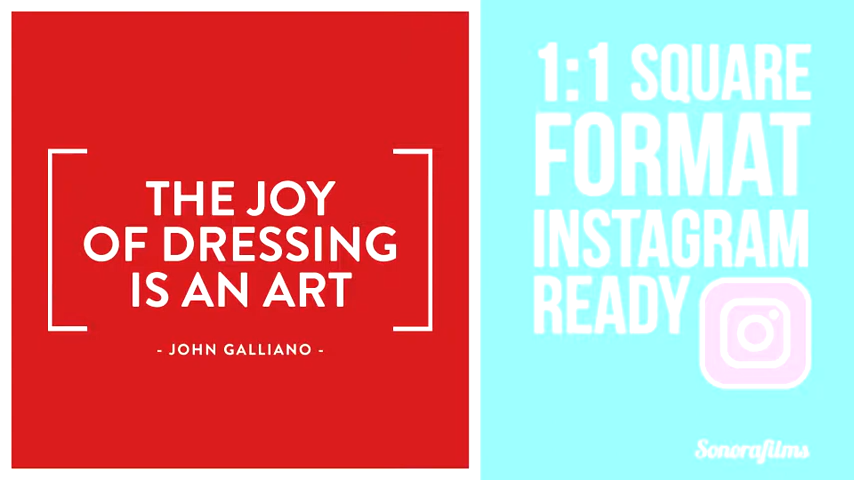 THE JOY
OF DRESSING
IS AN ART
- JOHN GALLIANO -
1:1 SQUARE
FORMAT
INSTAGRAM
READY
Sonorafilms